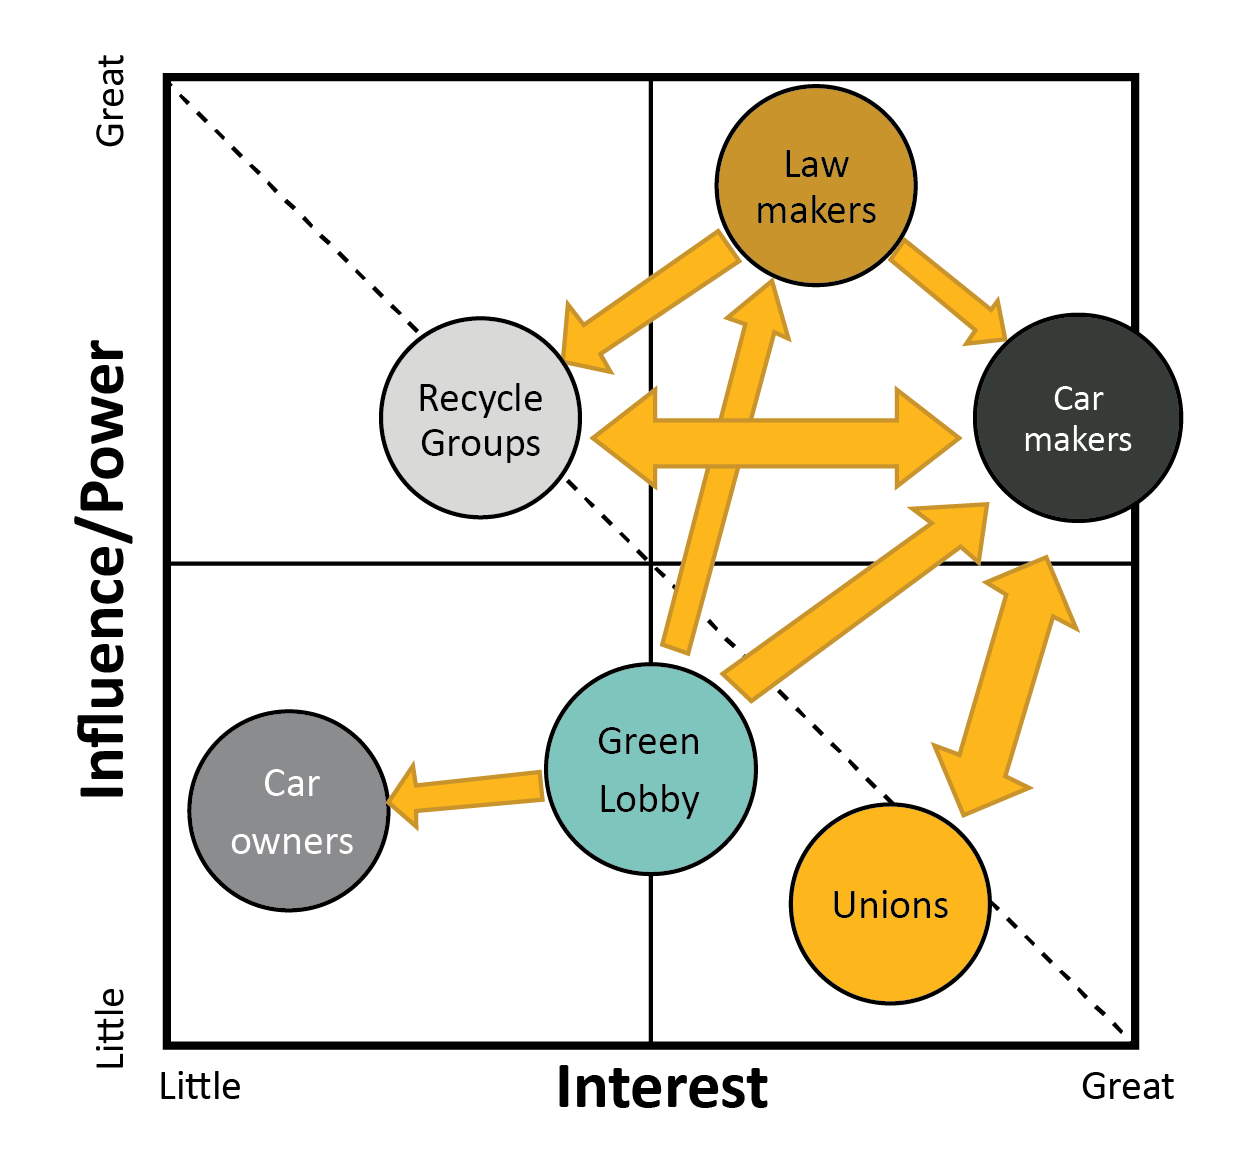 Great
Law
makers
Recycle
Groups
Car
makers
Influence/Power
Green
Lobby
Car
owners
Unions
Little
Little
Interest
Great